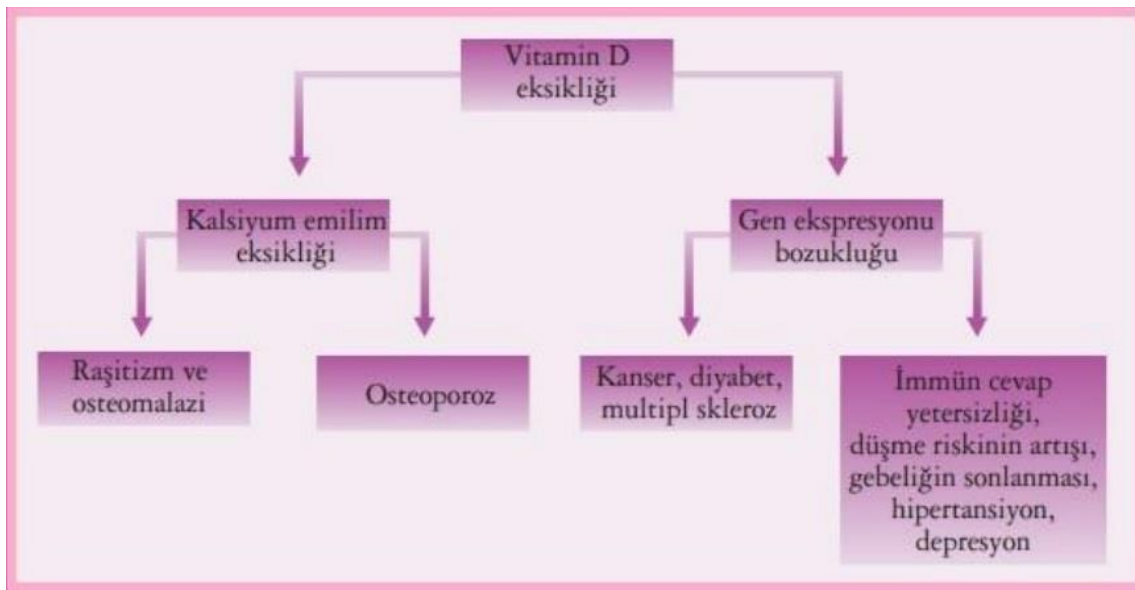 Vitamin D
eksikliği
Kalsiyum emilim
eksikliği
Gen ekspresyonu
bozukluğu
Raşitizm ve
osteomalazi
Osteoporoz
Kanser, diyabet,
multipl skleroz
İmmün cevap
yetersizliği,
düşme riskinin artışı,
gebeliğin sonlanması,
hipertansiyon,
depresyon